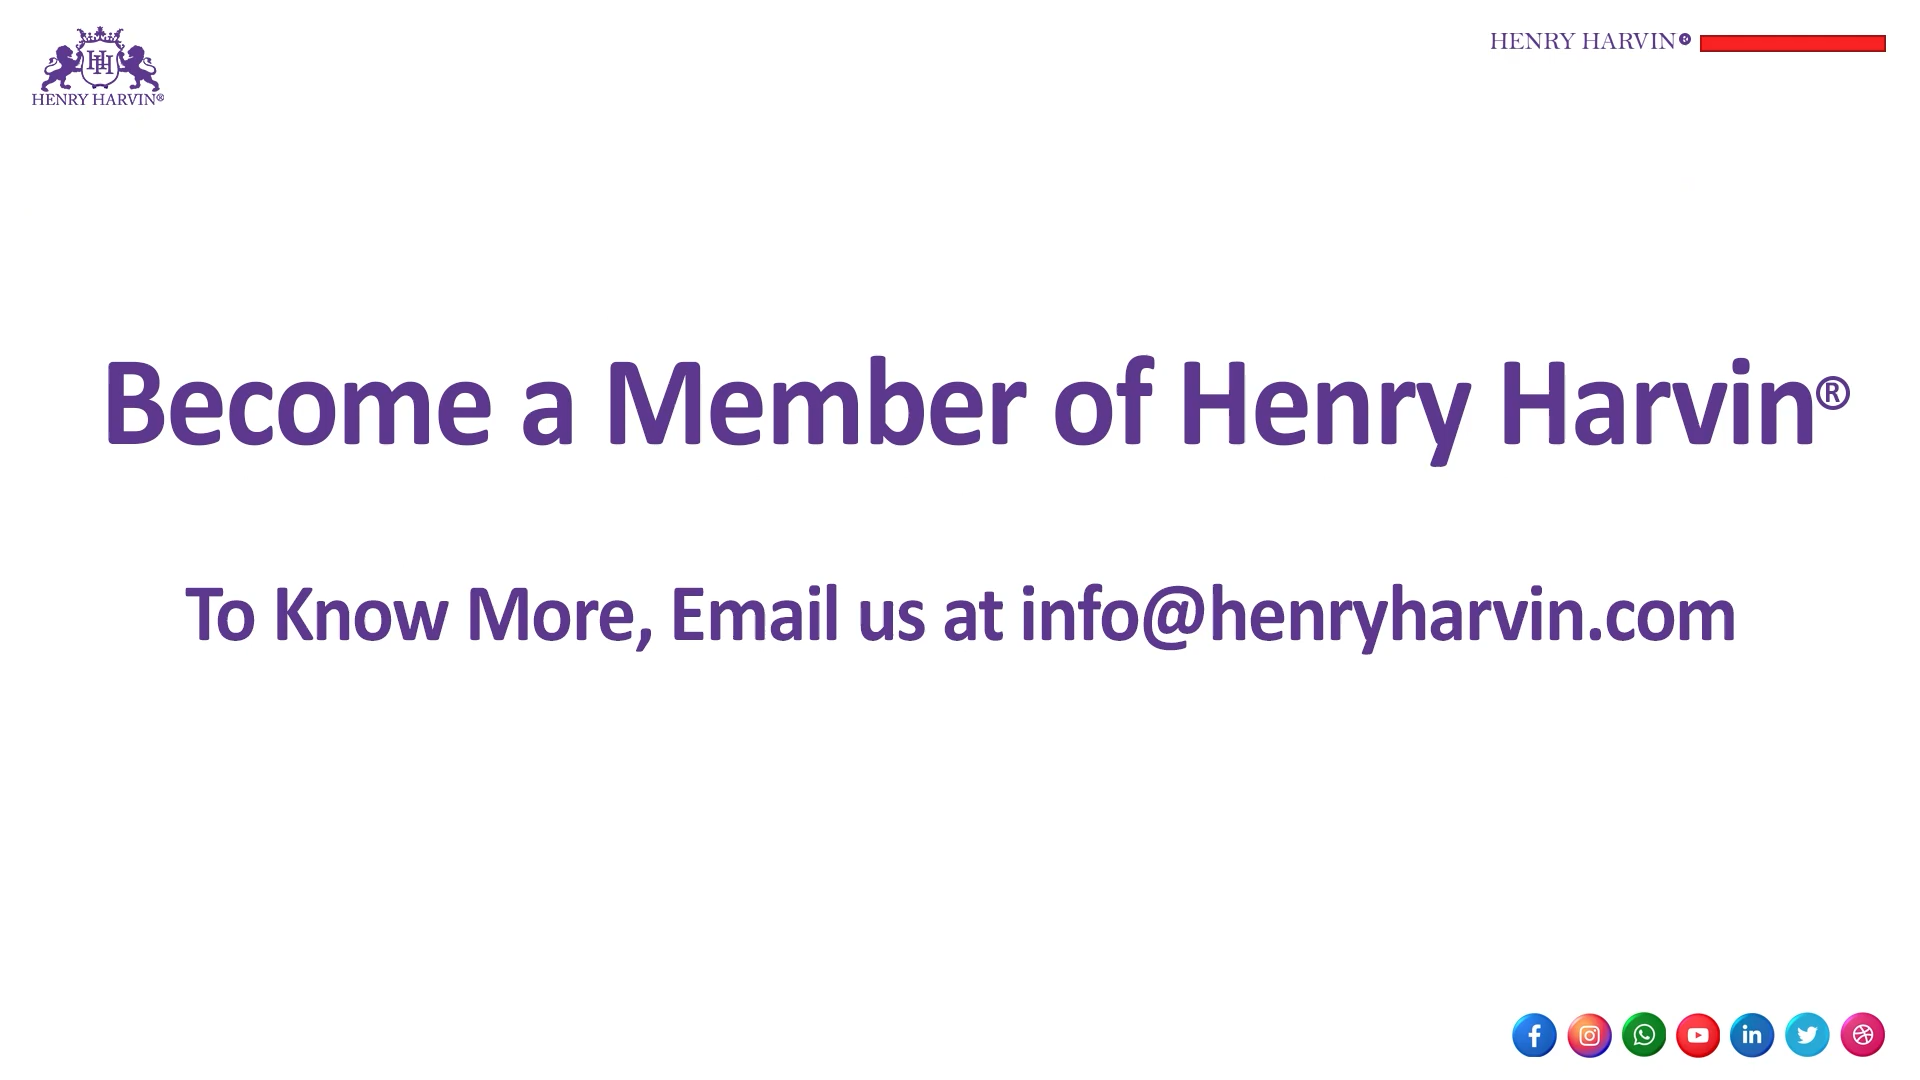 HENRY HARVIN®
HENRY HARVIN®
Become a Member of Henry Harvin®
To Know More, Email us at info@henryharvin.com